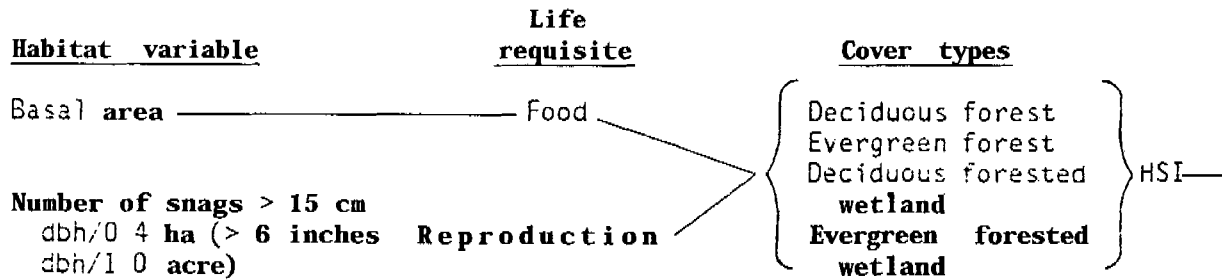 Life
Habitat variable requisite Cover types
Basal area Food Deciduous forest
Evergreen forest
Deciduous forested HSI
Number of snags > 15 cm wetland
dbh/0 4 ha (> 6 inches Reproduction Evergreen forested
dbh/1 0 acre) wetland